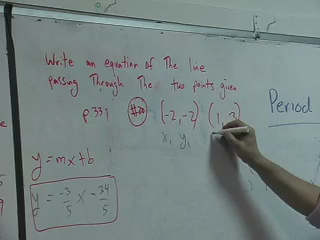 Write an equation of The line
passing Through The two points given
p.331 (-2,-2) (1, 3)
x₁ y₁
Period
y = mx+b
y = -3/5 x - 34/5